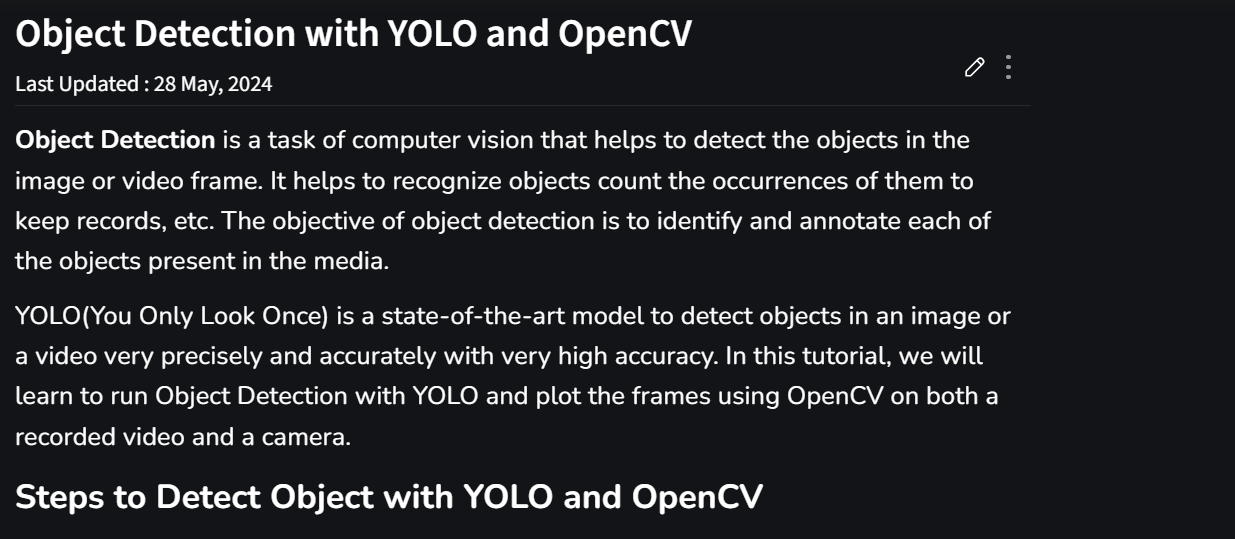 Object Detection with YOLO and OpenCV
Last Updated : 28 May, 2024
Object Detection is a task of computer vision that helps to detect the objects in the
image or video frame. It helps to recognize objects count the occurrences of them to
keep records, etc. The objective of object detection is to identify and annotate each of
the objects present in the media.
YOLO(You Only Look Once) is a state-of-the-art model to detect objects in an image or
a video very precisely and accurately with very high accuracy. In this tutorial, we will
learn to run Object Detection with YOLO and plot the frames using OpenCV on both a
recorded video and a camera.
Steps to Detect Object with YOLO and OpenCV